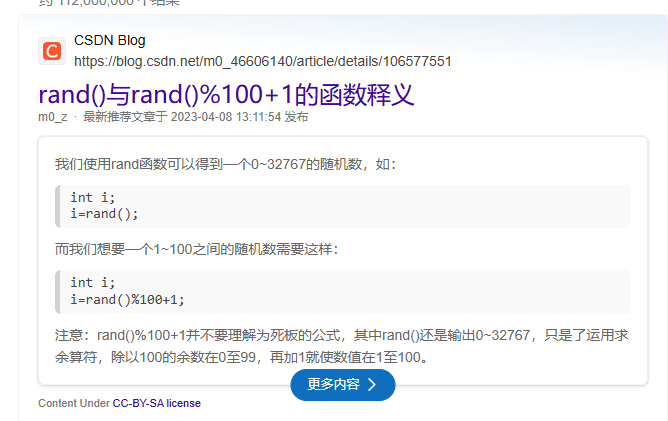 约 112,000,000 个结果
CSDN Blog
https://blog.csdn.net/m0_46606140/article/details/106577551
rand()与rand()%100+1的函数释义
m0_z · 最新推荐文章于 2023-04-08 13:11:54 发布
我们使用rand函数可以得到一个0~32767的随机数，如：
int i;
i=rand();
而我们想要一个1~100之间的随机数需要这样：
int i;
i=rand()%100+1;
注意：rand()%100+1并不要理解为死板的公式，其中rand()还是输出0~32767，只是了运用求
余算符，除以100的余数在0至99，再加1就使数值在1至100。
更多内容
Content Under CC-BY-SA license